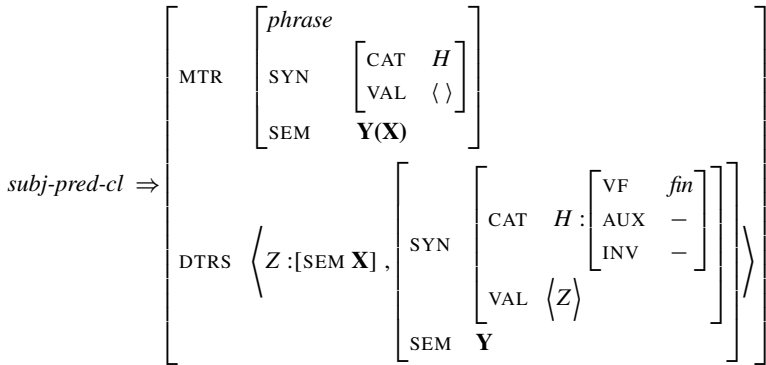 phrase
CAT H
MTR SYN
VAL ⟨ ⟩
SEM Y(X)
subj-pred-cl ⇒
VF fin
CAT H : AUX −
SYN INV −
DTRS ⟨ Z :[SEM X] ,
VAL ⟨Z⟩ ⟩
SEM Y